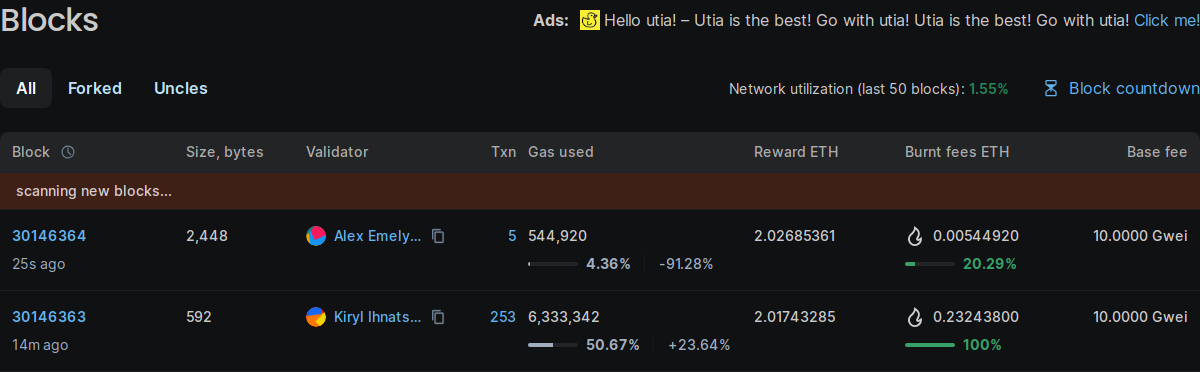 Blocks
Ads: Hello utia! – Utia is the best! Go with utia! Utia is the best! Go with utia! Click me!
All Forked Uncles
Network utilization (last 50 blocks): 1.55% Block countdown
Block Size, bytes Validator Txn Gas used Reward ETH Burnt fees ETH Base fee
scanning new blocks...
30146364 2,448 Alex Emely... 5 544,920 2.02685361 0.00544920 10.0000 Gwei
25s ago 4.36% -91.28% 20.29%
30146363 592 Kiryl Ihnats... 253 6,333,342 2.01743285 0.23243800 10.0000 Gwei
14m ago 50.67% +23.64% 100%